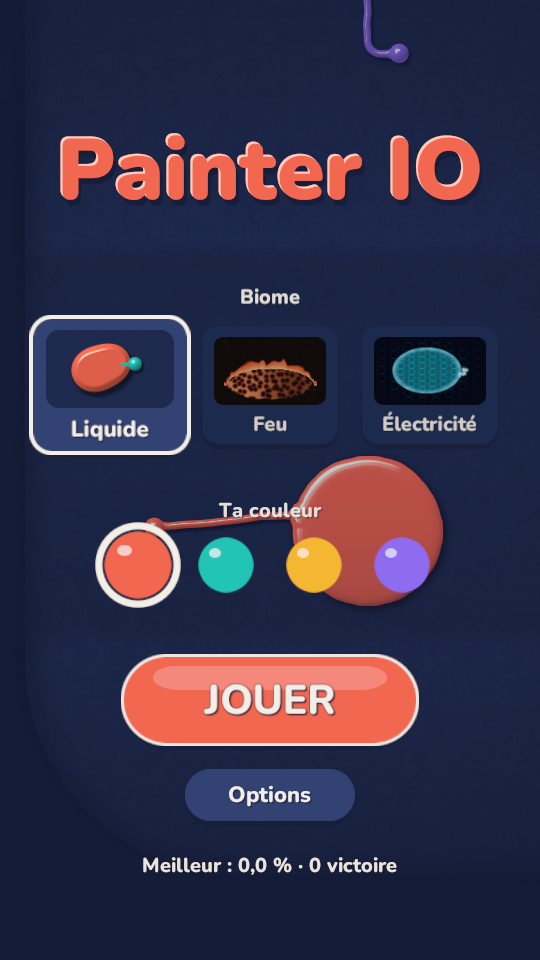 Painter IO
Biome
Liquide
Feu
Électricité
Ta couleur
JOUER
Options
Meilleur : 0,0 % · 0 victoire